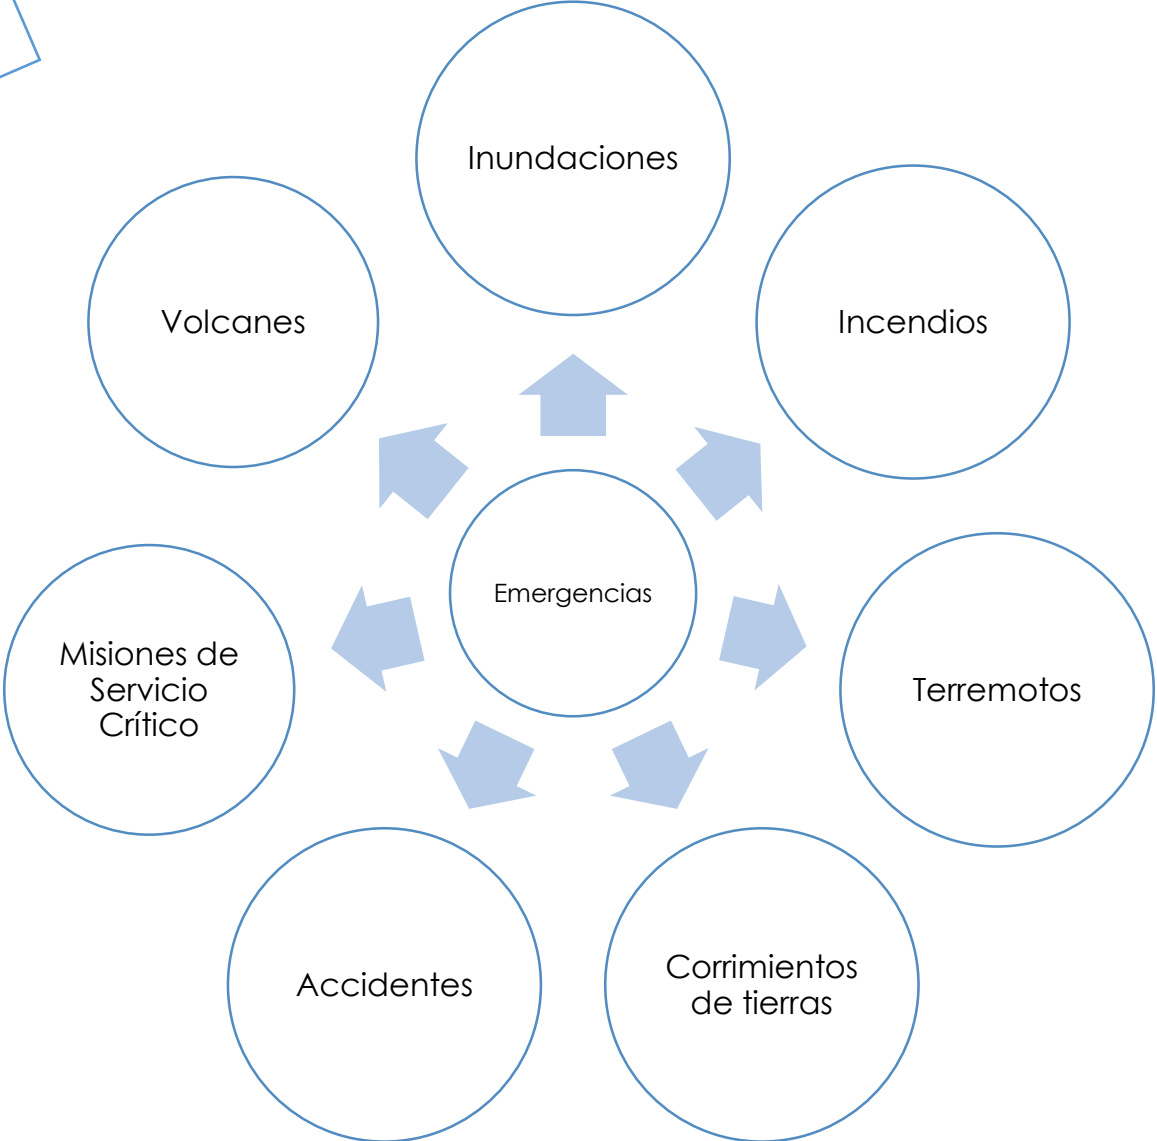 Inundaciones
Volcanes
Incendios
Emergencias
Misiones de
Servicio
Crítico
Terremotos
Accidentes
Corrimientos
de tierras